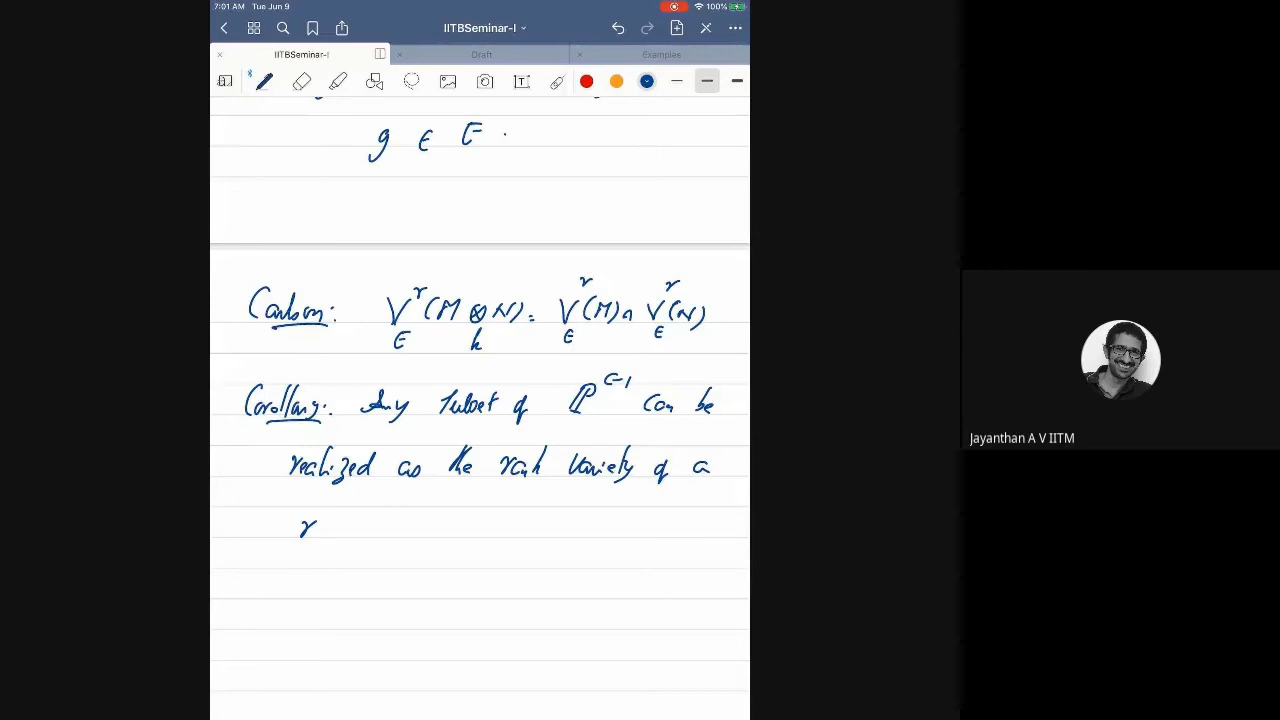 7:01 AM Tue Jun 9
100%
IITBSeminar-I
IITBSeminar-I
Draft
Examples
g ∈ E .
Carlson: V^r_E (M ⊗_k N) = V^r_E (M) ∩ V^r_E (N)
Corollary: Any subset of ℙ^{c-1} can be
realized as the rank variety of a
Jayanthan A V IITM